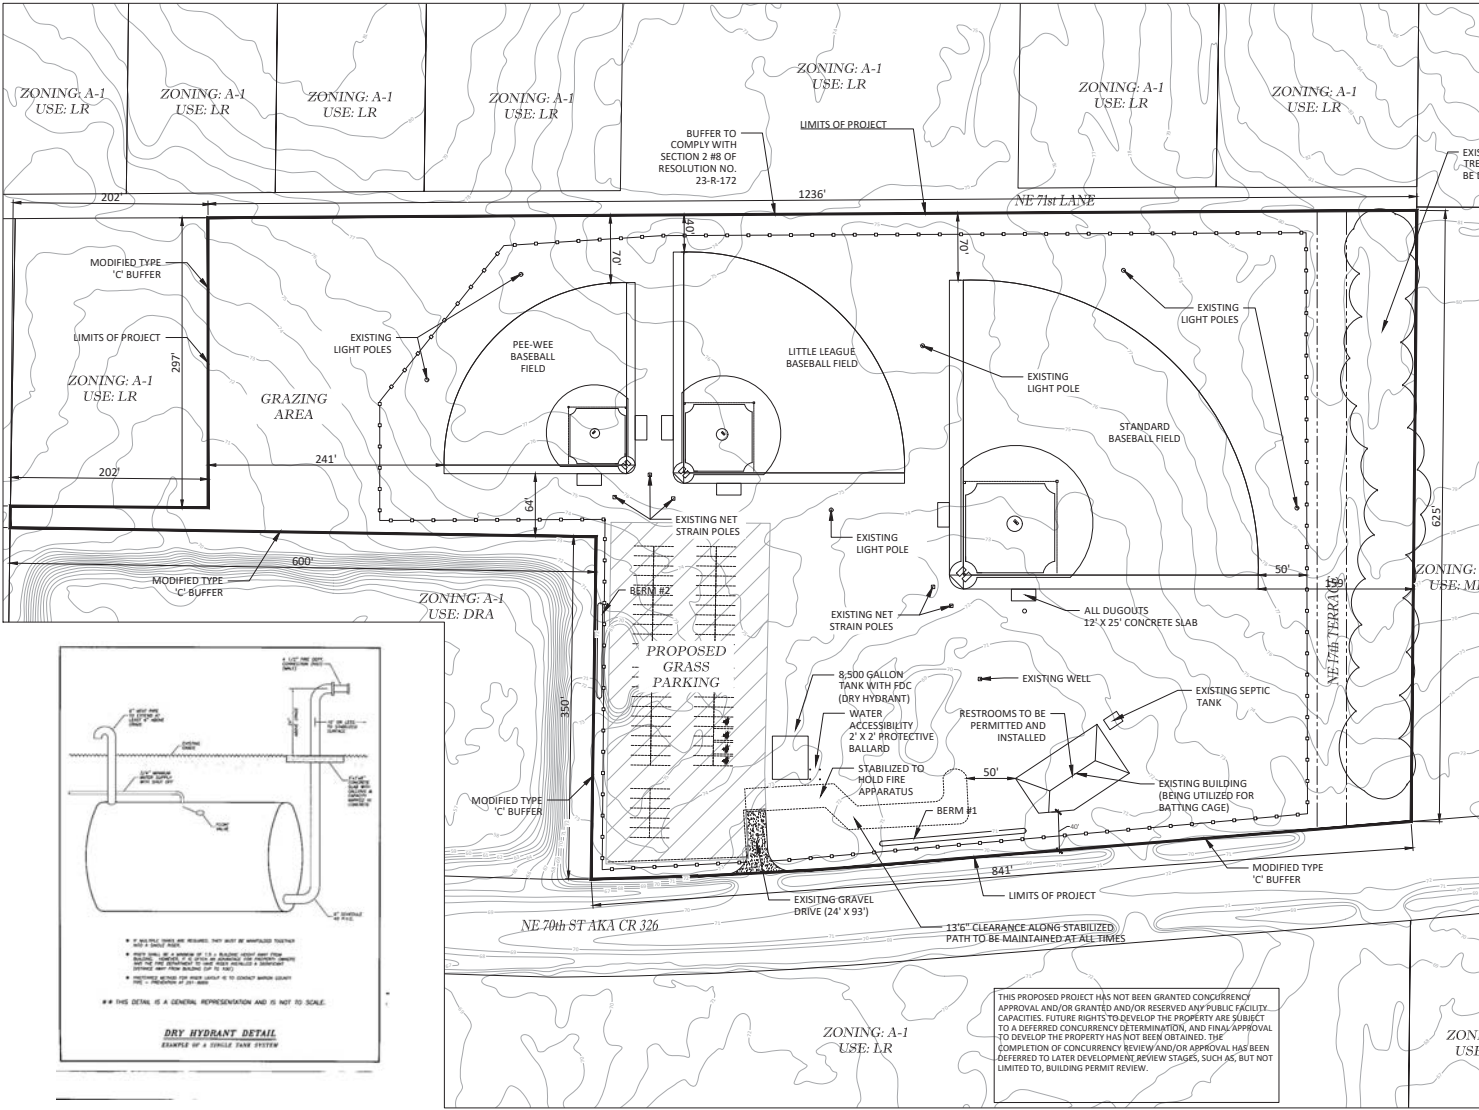 ZONING: A-1
USE: LR
ZONING: A-1
USE: LR
ZONING: A-1
USE: LR
ZONING: A-1
USE: LR
ZONING: A-1
USE: LR
ZONING: A-1
USE: LR
ZONING: A-1
USE: LR
BUFFER TO
COMPLY WITH
SECTION 2 #8 OF
RESOLUTION NO.
23-R-172
LIMITS OF PROJECT
202'
1236'
NE 71st LANE
MODIFIED TYPE
'C' BUFFER
LIMITS OF PROJECT
297'
ZONING: A-1
USE: LR
202'
GRAZING
AREA
241'
EXISTING
LIGHT POLES
70'
40'
70'
PEE-WEE
BASEBALL
FIELD
LITTLE LEAGUE
BASEBALL FIELD
EXISTING
LIGHT POLES
EXISTING
LIGHT POLE
STANDARD
BASEBALL FIELD
64'
EXISTING NET
STRAIN POLES
EXISTING
LIGHT POLE
600'
MODIFIED TYPE
'C' BUFFER
ZONING: A-1
USE: DRA
BERM #2
EXISTING NET
STRAIN POLES
ALL DUGOUTS
12' X 25' CONCRETE SLAB
50'
159'
625'
NE 17th TERRACE
ZONING:
PROPOSED
GRASS
PARKING
350'
8,500 GALLON
TANK WITH FDC
(DRY HYDRANT)
WATER
ACCESSIBILITY
2' X 2' PROTECTIVE
BALLARD
STABILIZED TO
HOLD FIRE
APPARATUS
EXISTING WELL
RESTROOMS TO BE
PERMITTED AND
INSTALLED
EXISTING SEPTIC
TANK
50'
EXISTING BUILDING
(BEING UTILIZED FOR
BATTING CAGE)
BERM #1
40'
MODIFIED TYPE
'C' BUFFER
841'
MODIFIED TYPE
'C' BUFFER
LIMITS OF PROJECT
EXISITNG GRAVEL
DRIVE (24' X 93')
NE 70th ST AKA CR 326
13'6" CLEARANCE ALONG STABILIZED
PATH TO BE MAINTAINED AT ALL TIMES
THIS PROPOSED PROJECT HAS NOT BEEN GRANTED CONCURRENCY
APPROVAL AND/OR GRANTED AND/OR RESERVED ANY PUBLIC FACILITY
CAPACITIES. FUTURE RIGHTS TO DEVELOP THE PROPERTY ARE SUBJECT
TO A DEFERRED CONCURRENCY DETERMINATION, AND FINAL APPROVAL
TO DEVELOP THE PROPERTY HAS NOT BEEN OBTAINED. THE
COMPLETION OF CONCURRENCY REVIEW AND/OR APPROVAL HAS BEEN
DEFERRED TO LATER DEVELOPMENT REVIEW STAGES, SUCH AS, BUT NOT
LIMITED TO, BUILDING PERMIT REVIEW.
ZONING: A-1
USE: LR
FLOAT
VALVE
** THIS DETAIL IS A GENERAL REPRESENTATION AND IS NOT TO SCALE.
DRY HYDRANT DETAIL
EXAMPLE OF A SINGLE TANK SYSTEM